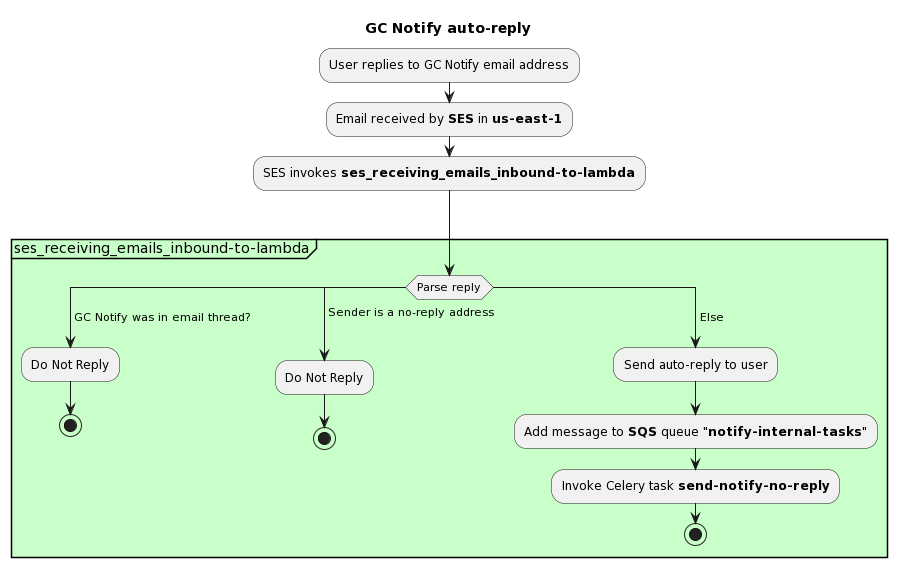 GC Notify auto-reply
User replies to GC Notify email address
Email received by SES in us-east-1
SES invokes ses_receiving_emails_inbound-to-lambda
ses_receiving_emails_inbound-to-lambda
Parse reply
GC Notify was in email thread?
Sender is a no-reply address
Else
Do Not Reply
Do Not Reply
Send auto-reply to user
Add message to SQS queue "notify-internal-tasks"
Invoke Celery task send-notify-no-reply